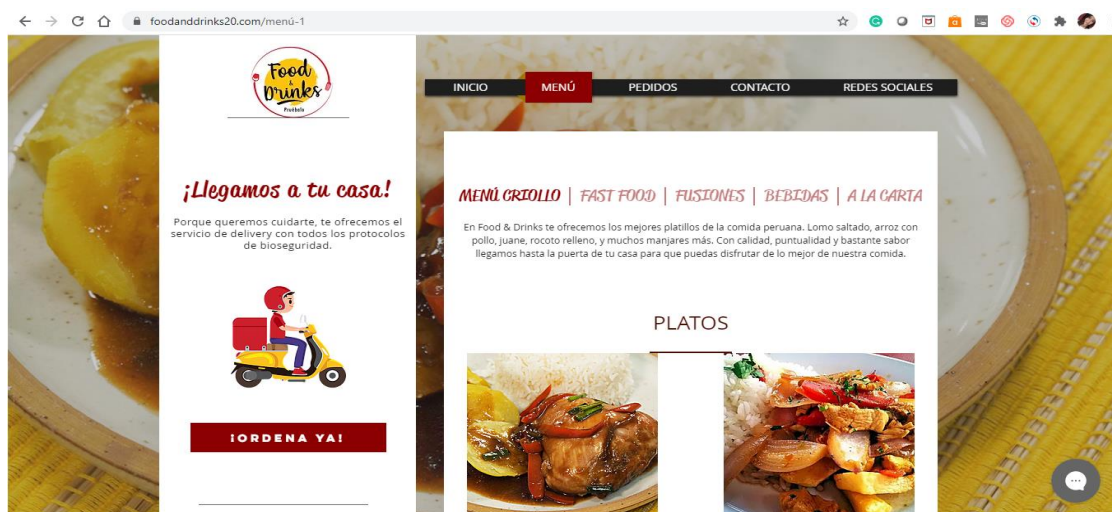 foodanddrinks20.com/menú-1
Food
&
Drinks
INICIO MENÚ PEDIDOS CONTACTO REDES SOCIALES
¡Llegamos a tu casa!
Porque queremos cuidarte, te ofrecemos el
servicio de delivery con todos los protocolos
de bioseguridad.
¡ORDENA YA!
MENÚ CRIOLLO | FAST FOOD | FUSIONES | BEBIDAS | A LA CARTA
En Food & Drinks te ofrecemos los mejores platillos de la comida peruana. Lomo saltado, arroz con
pollo, juane, rocoto relleno, y muchos manjares más. Con calidad, puntualidad y bastante sabor
llegamos hasta la puerta de tu casa para que puedas disfrutar de lo mejor de nuestra comida.
PLATOS